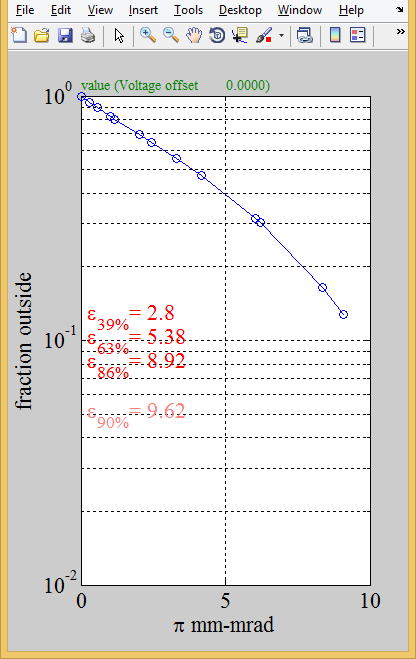 File Edit View Insert Tools Desktop Window Help
value (Voltage offset 0.0000)
10^0
ε39% = 2.8
10^-1
ε63% = 5.38
ε86% = 8.92
ε90% = 9.62
10^-2
0 5 10
π mm-mrad
fraction outside